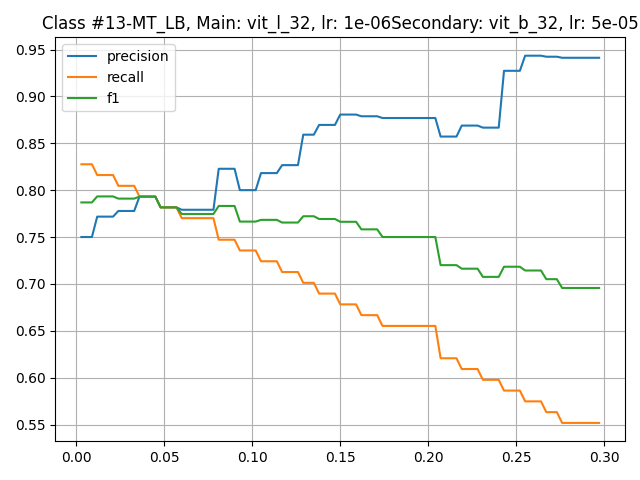 Class #13-MT_LB, Main: vit_l_32, lr: 1e-06Secondary: vit_b_32, lr: 5e-05
precision
recall
f1
0.95
0.90
0.85
0.80
0.75
0.70
0.65
0.60
0.55
0.00 0.05 0.10 0.15 0.20 0.25 0.30